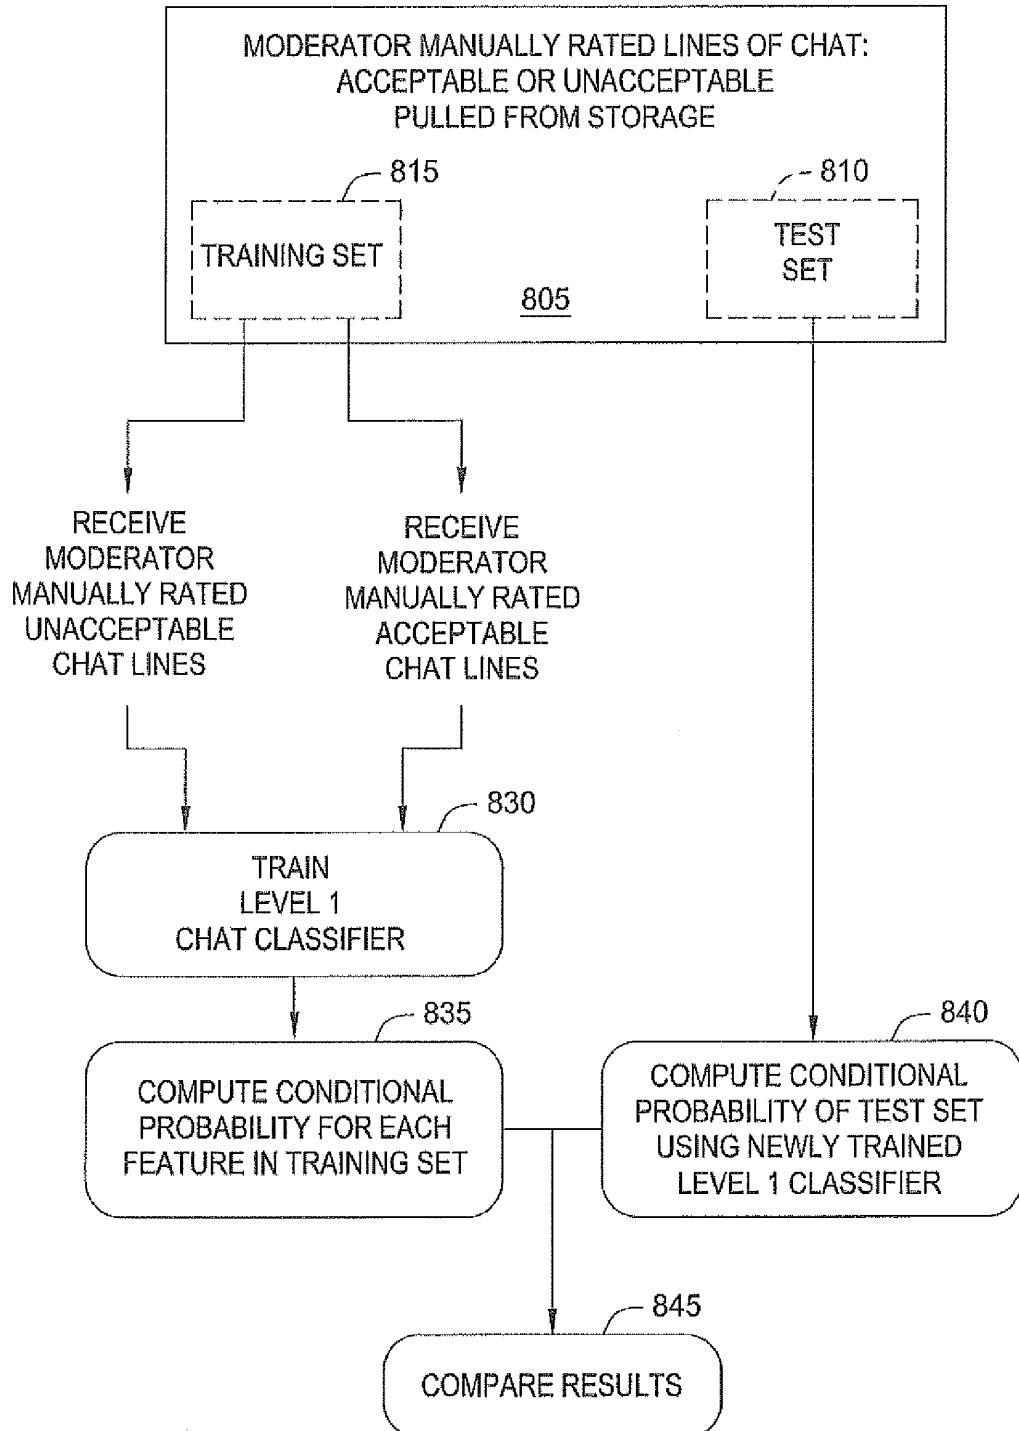 MODERATOR MANUALLY RATED LINES OF CHAT:
ACCEPTABLE OR UNACCEPTABLE
PULLED FROM STORAGE
815
810
TRAINING SET
TEST
SET
805
RECEIVE
MODERATOR
MANUALLY RATED
UNACCEPTABLE
CHAT LINES
RECEIVE
MODERATOR
MANUALLY RATED
ACCEPTABLE
CHAT LINES
830
TRAIN
LEVEL 1
CHAT CLASSIFIER
835
840
COMPUTE CONDITIONAL
PROBABILITY FOR EACH
FEATURE IN TRAINING SET
COMPUTE CONDITIONAL
PROBABILITY OF TEST SET
USING NEWLY TRAINED
LEVEL 1 CLASSIFIER
845
COMPARE RESULTS